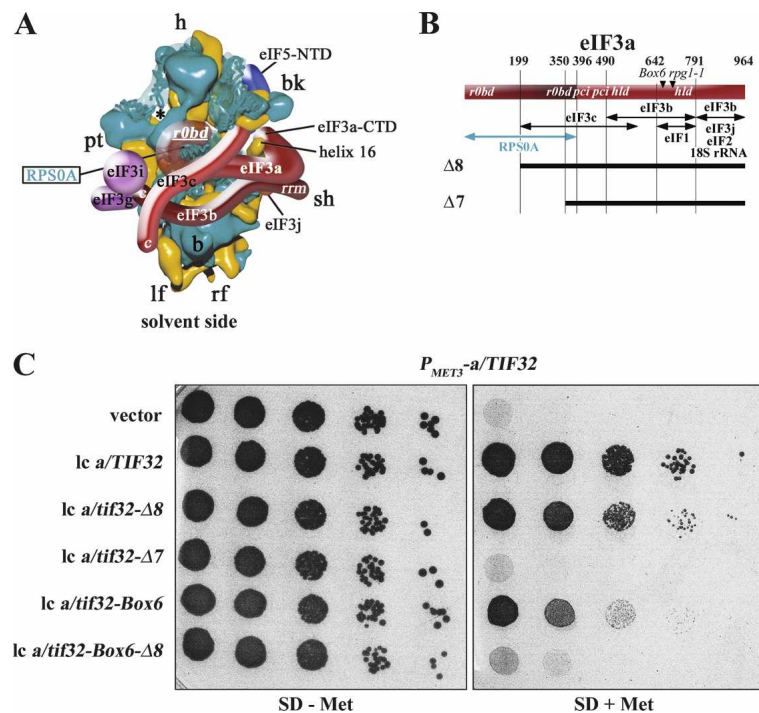 A
h
eIF5-NTD
bk
*
r0bd
pt
eIF3a-CTD
helix 16
RPS0A
eIF3i
eIF3c
eIF3a
eIF3g
rrm
sh
eIF3b
eIF3j
c
b
lf rf
solvent side
B
eIF3a
199 350 396 490 642 791 964
Box6 rpg1-1
r0bd r0bd pci pci hld hld
eIF3c eIF3b eIF3b
RPS0A eIF1 eIF3j
eIF2
18S rRNA
Δ8
Δ7
C
P MET3-a/TIF32
vector
lc a/TIF32
lc a/tif32-Δ8
lc a/tif32-Δ7
lc a/tif32-Box6
lc a/tif32-Box6-Δ8
SD - Met SD + Met